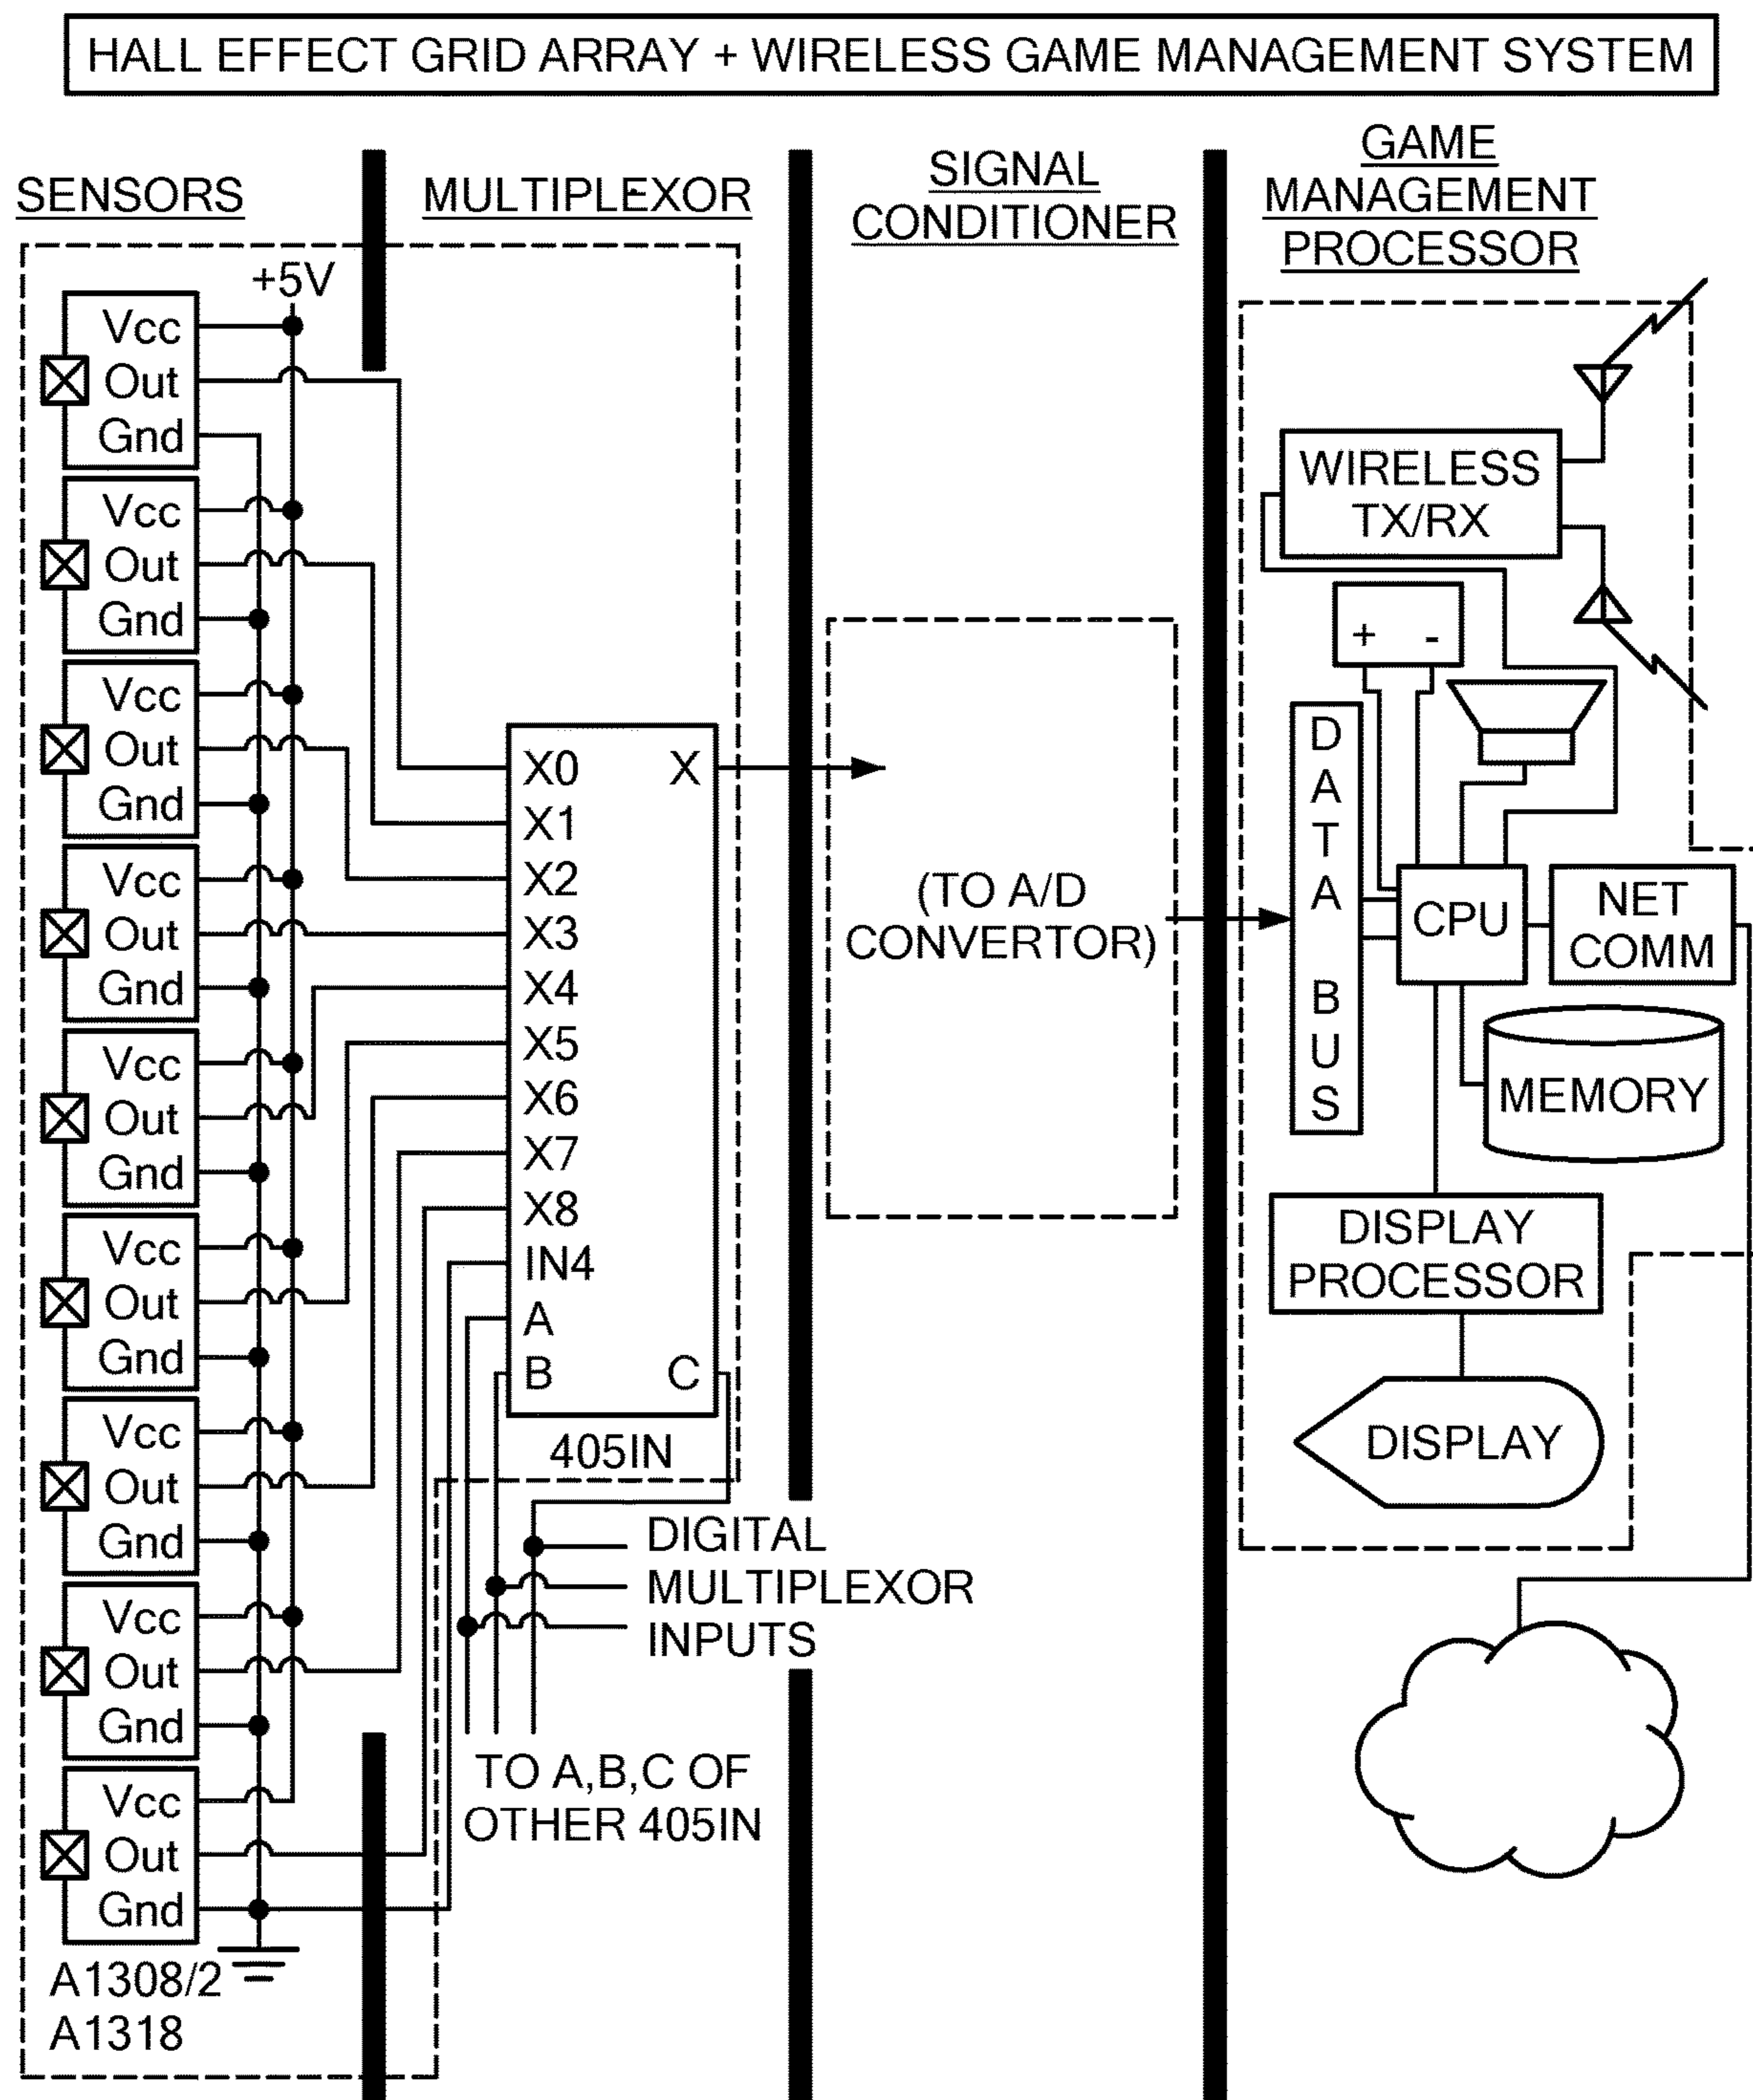 HALL EFFECT GRID ARRAY + WIRELESS GAME MANAGEMENT SYSTEM
SENSORS
MULTIPLEXOR
SIGNAL
CONDITIONER
GAME
MANAGEMENT
PROCESSOR
+5V
Vcc
Out
Gnd
Vcc
Out
Gnd
Vcc
Out
Gnd
Vcc
Out
Gnd
Vcc
Out
Gnd
Vcc
Out
Gnd
Vcc
Out
Gnd
Vcc
Out
Gnd
Vcc
Out
Gnd
A1308/2
A1318
X0 X
X1
X2
X3
X4
X5
X6
X7
X8
IN4
A
B C
405IN
DIGITAL
MULTIPLEXOR
INPUTS
TO A,B,C OF
OTHER 405IN
(TO A/D
CONVERTOR)
WIRELESS
TX/RX
+ -
DATA BUS
CPU
NET
COMM
MEMORY
DISPLAY
PROCESSOR
DISPLAY